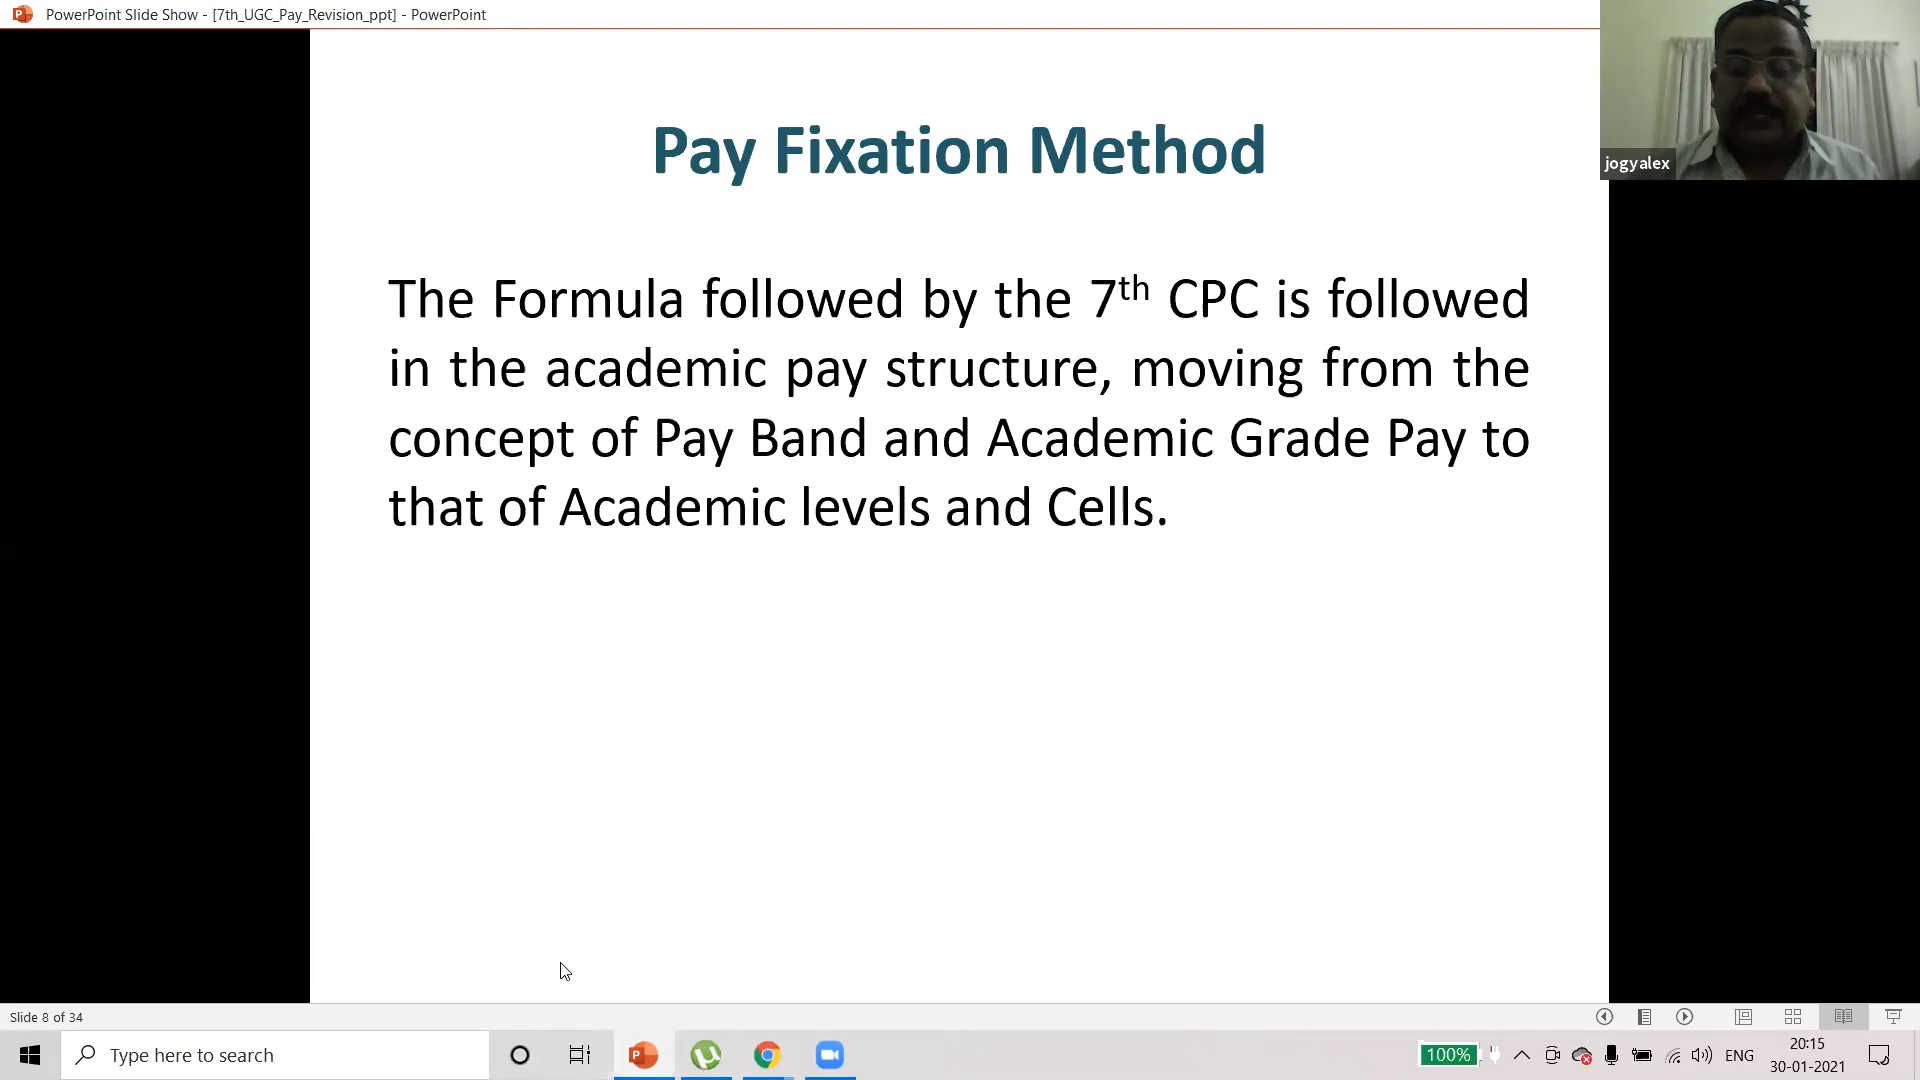 PowerPoint Slide Show - [7th_UGC_Pay_Revision_ppt] - PowerPoint
jogyalex
Pay Fixation Method
The Formula followed by the 7th CPC is followed
in the academic pay structure, moving from the
concept of Pay Band and Academic Grade Pay to
that of Academic levels and Cells.
Slide 8 of 34
Type here to search
100%
ENG
20:15
30-01-2021